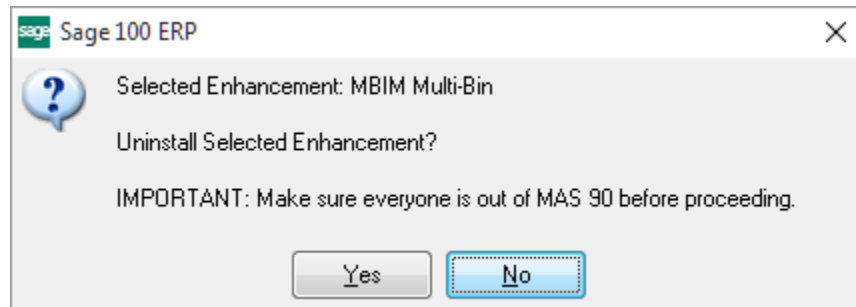 sage Sage 100 ERP
Selected Enhancement: MBIM Multi-Bin
Uninstall Selected Enhancement?
IMPORTANT: Make sure everyone is out of MAS 90 before proceeding.
Yes No